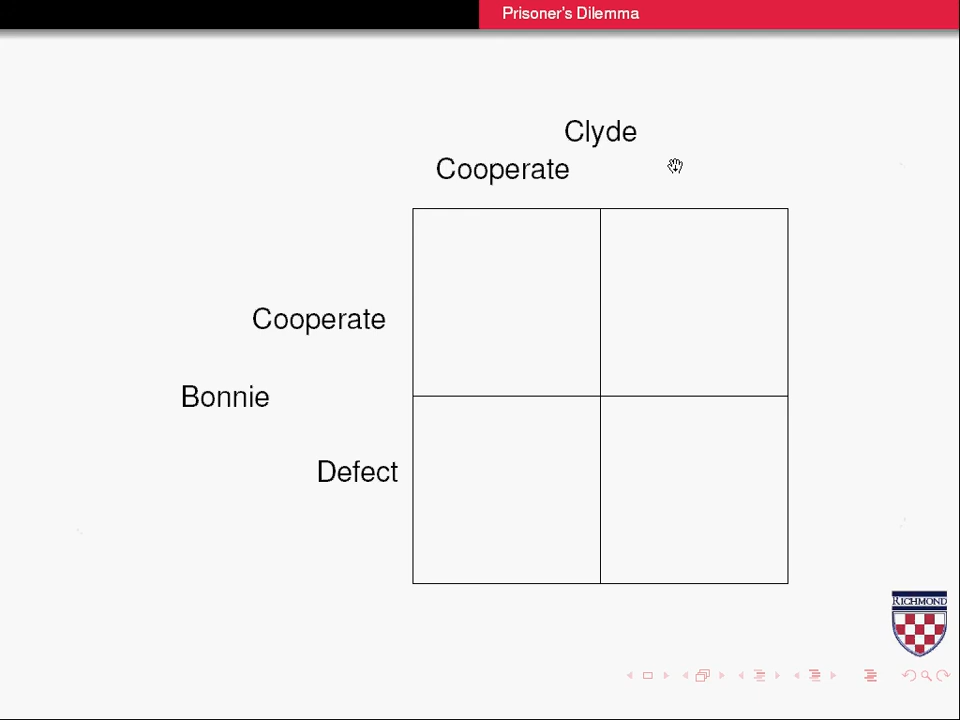 Prisoner's Dilemma
Clyde
Cooperate
Cooperate
Bonnie
Defect
RICHMOND